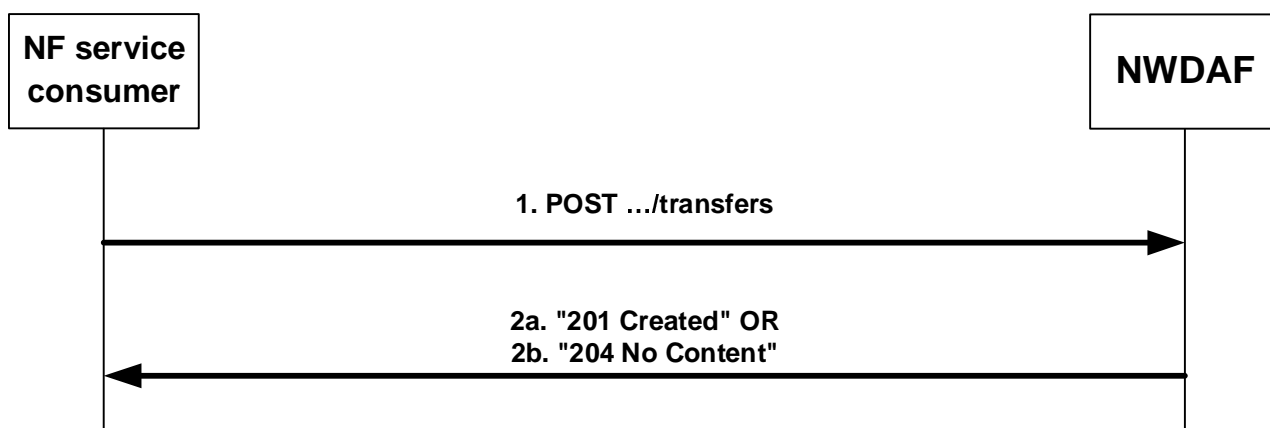 NF service
consumer
NWDAF
1. POST …/transfers
2a. "201 Created" OR
2b. "204 No Content"